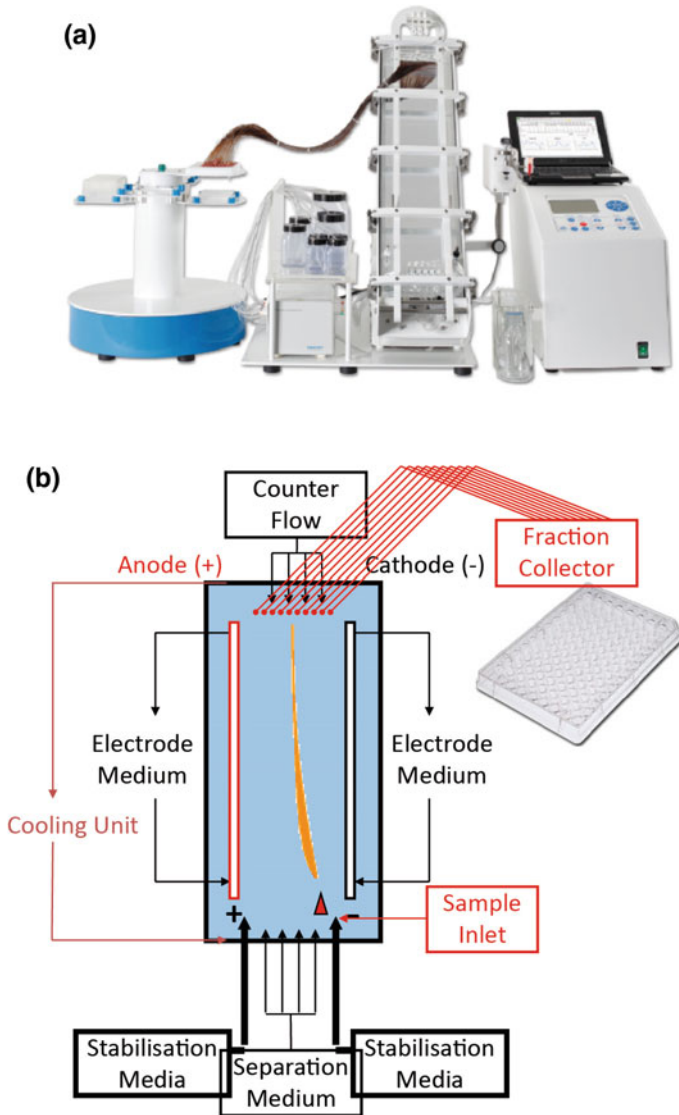 (a)
(b)
Counter
Flow
Anode (+)
Cathode (-)
Fraction
Collector
Electrode
Medium
Electrode
Medium
Cooling Unit
+
−
Sample
Inlet
Stabilisation
Media
Separation
Medium
Stabilisation
Media